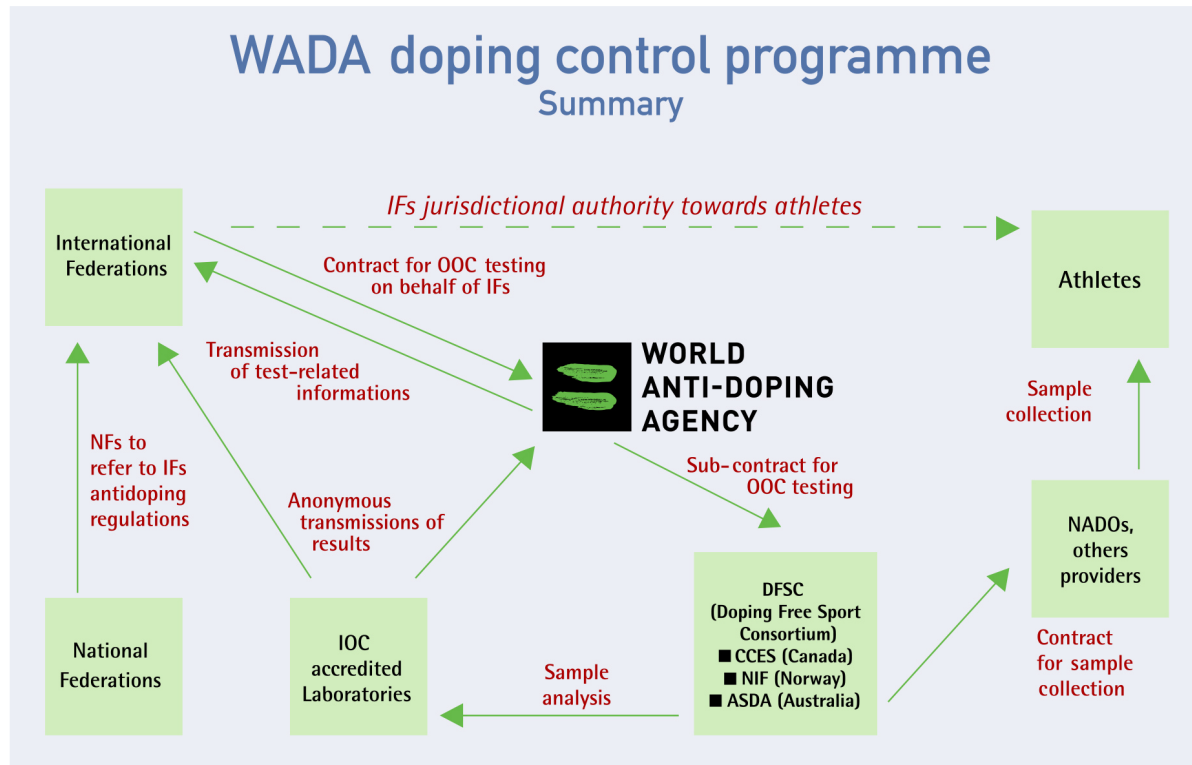 WADA doping control programme
Summary
IFs jurisdictional authority towards athletes
International
Federations
Contract for OOC testing
on behalf of IFs
Athletes
Transmission
of test-related
informations
WORLD
ANTI-DOPING
AGENCY
Sample
collection
NFs to
refer to IFs
antidoping
regulations
Anonymous
transmissions of
results
Sub-contract for
OOC testing
NADOs,
others
providers
National
Federations
IOC
accredited
Laboratories
Sample
analysis
DFSC
(Doping Free Sport
Consortium)
■ CCES (Canada)
■ NIF (Norway)
■ ASDA (Australia)
Contract
for sample
collection